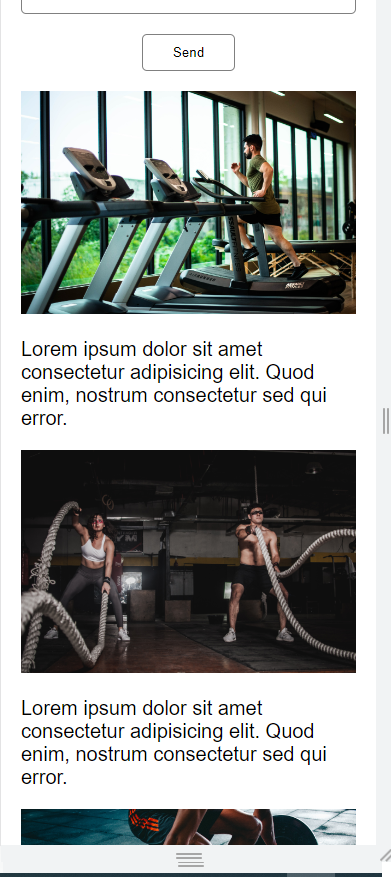 Send
Lorem ipsum dolor sit amet
consectetur adipisicing elit. Quod
enim, nostrum consectetur sed qui
error.
Lorem ipsum dolor sit amet
consectetur adipisicing elit. Quod
enim, nostrum consectetur sed qui
error.